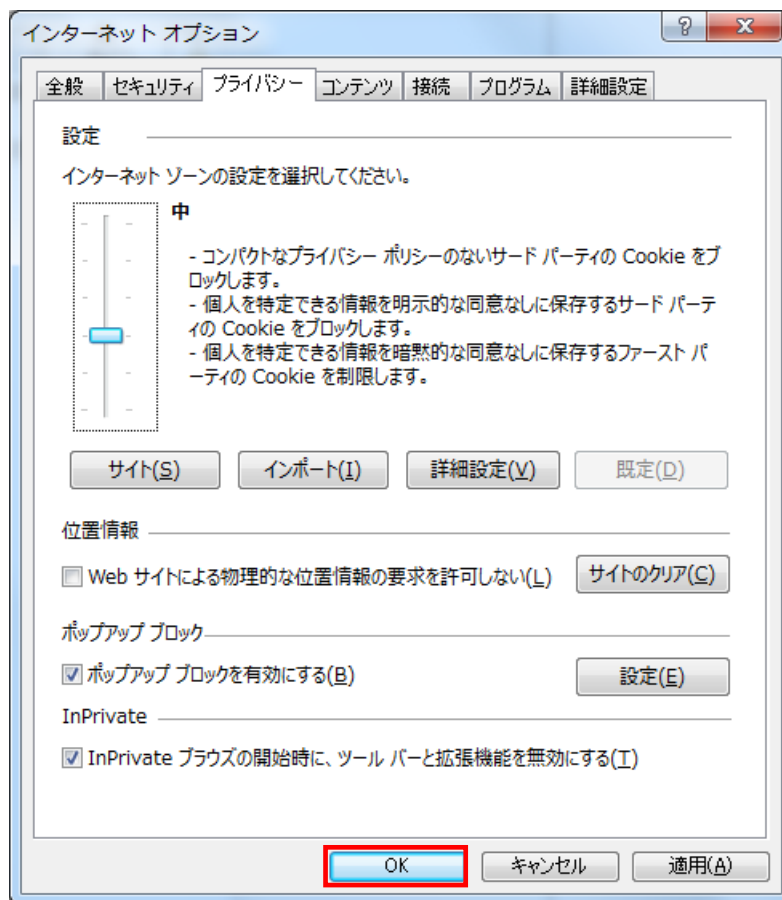 インターネット オプション
全般 セキュリティ プライバシー コンテンツ 接続 プログラム 詳細設定
設定
インターネット ゾーンの設定を選択してください。
中
- コンパクトなプライバシー ポリシーのないサード パーティの Cookie をブ
ロックします。
- 個人を特定できる情報を明示的な同意なしに保存するサード パーテ
ィの Cookie をブロックします。
- 個人を特定できる情報を暗黙的な同意なしに保存するファースト パ
ーティの Cookie を制限します。
サイト(S) インポート(I) 詳細設定(V) 既定(D)
位置情報
Web サイトによる物理的な位置情報の要求を許可しない(L) サイトのクリア(C)
ポップアップ ブロック
ポップアップ ブロックを有効にする(B) 設定(E)
InPrivate
InPrivate ブラウズの開始時に、ツール バーと拡張機能を無効にする(T)
OK キャンセル 適用(A)